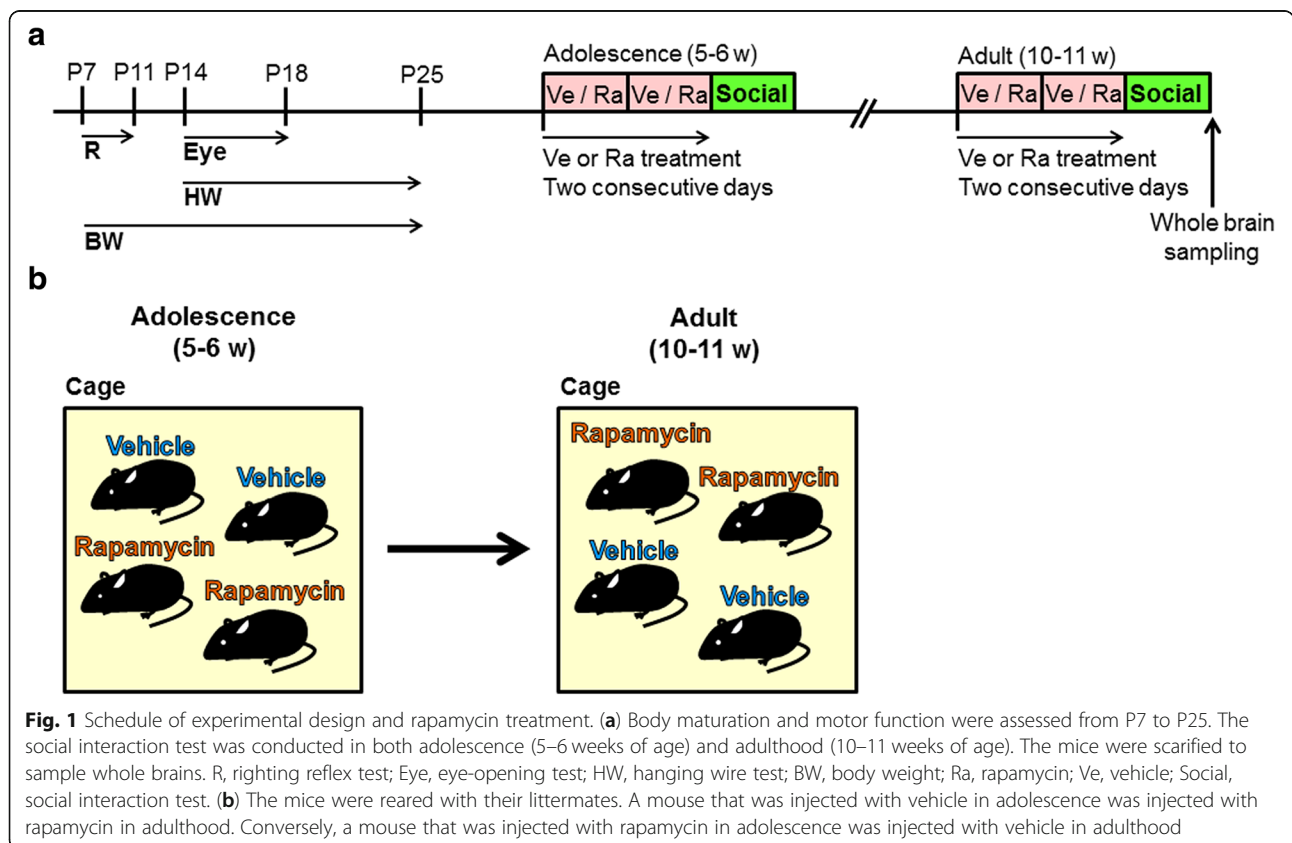 a
P7 P11 P14 P18 P25
Adolescence (5-6 w)
Ve / Ra Ve / Ra Social
Adult (10-11 w)
Ve / Ra Ve / Ra Social
R
Eye
HW
BW
Ve or Ra treatment
Two consecutive days
Ve or Ra treatment
Two consecutive days
Whole brain
sampling
b
Adolescence
(5-6 w)
Cage
Vehicle
Vehicle
Rapamycin
Rapamycin
Adult
(10-11 w)
Cage
Rapamycin
Rapamycin
Vehicle
Vehicle
Fig. 1 Schedule of experimental design and rapamycin treatment. (a) Body maturation and motor function were assessed from P7 to P25. The
social interaction test was conducted in both adolescence (5–6 weeks of age) and adulthood (10–11 weeks of age). The mice were scarified to
sample whole brains. R, righting reflex test; Eye, eye-opening test; HW, hanging wire test; BW, body weight; Ra, rapamycin; Ve, vehicle; Social,
social interaction test. (b) The mice were reared with their littermates. A mouse that was injected with vehicle in adolescence was injected with
rapamycin in adulthood. Conversely, a mouse that was injected with rapamycin in adolescence was injected with vehicle in adulthood